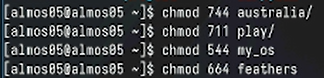 [almos05@almos05 ~]$ chmod 744 australia/
[almos05@almos05 ~]$ chmod 711 play/
[almos05@almos05 ~]$ chmod 544 my_os
[almos05@almos05 ~]$ chmod 664 feathers